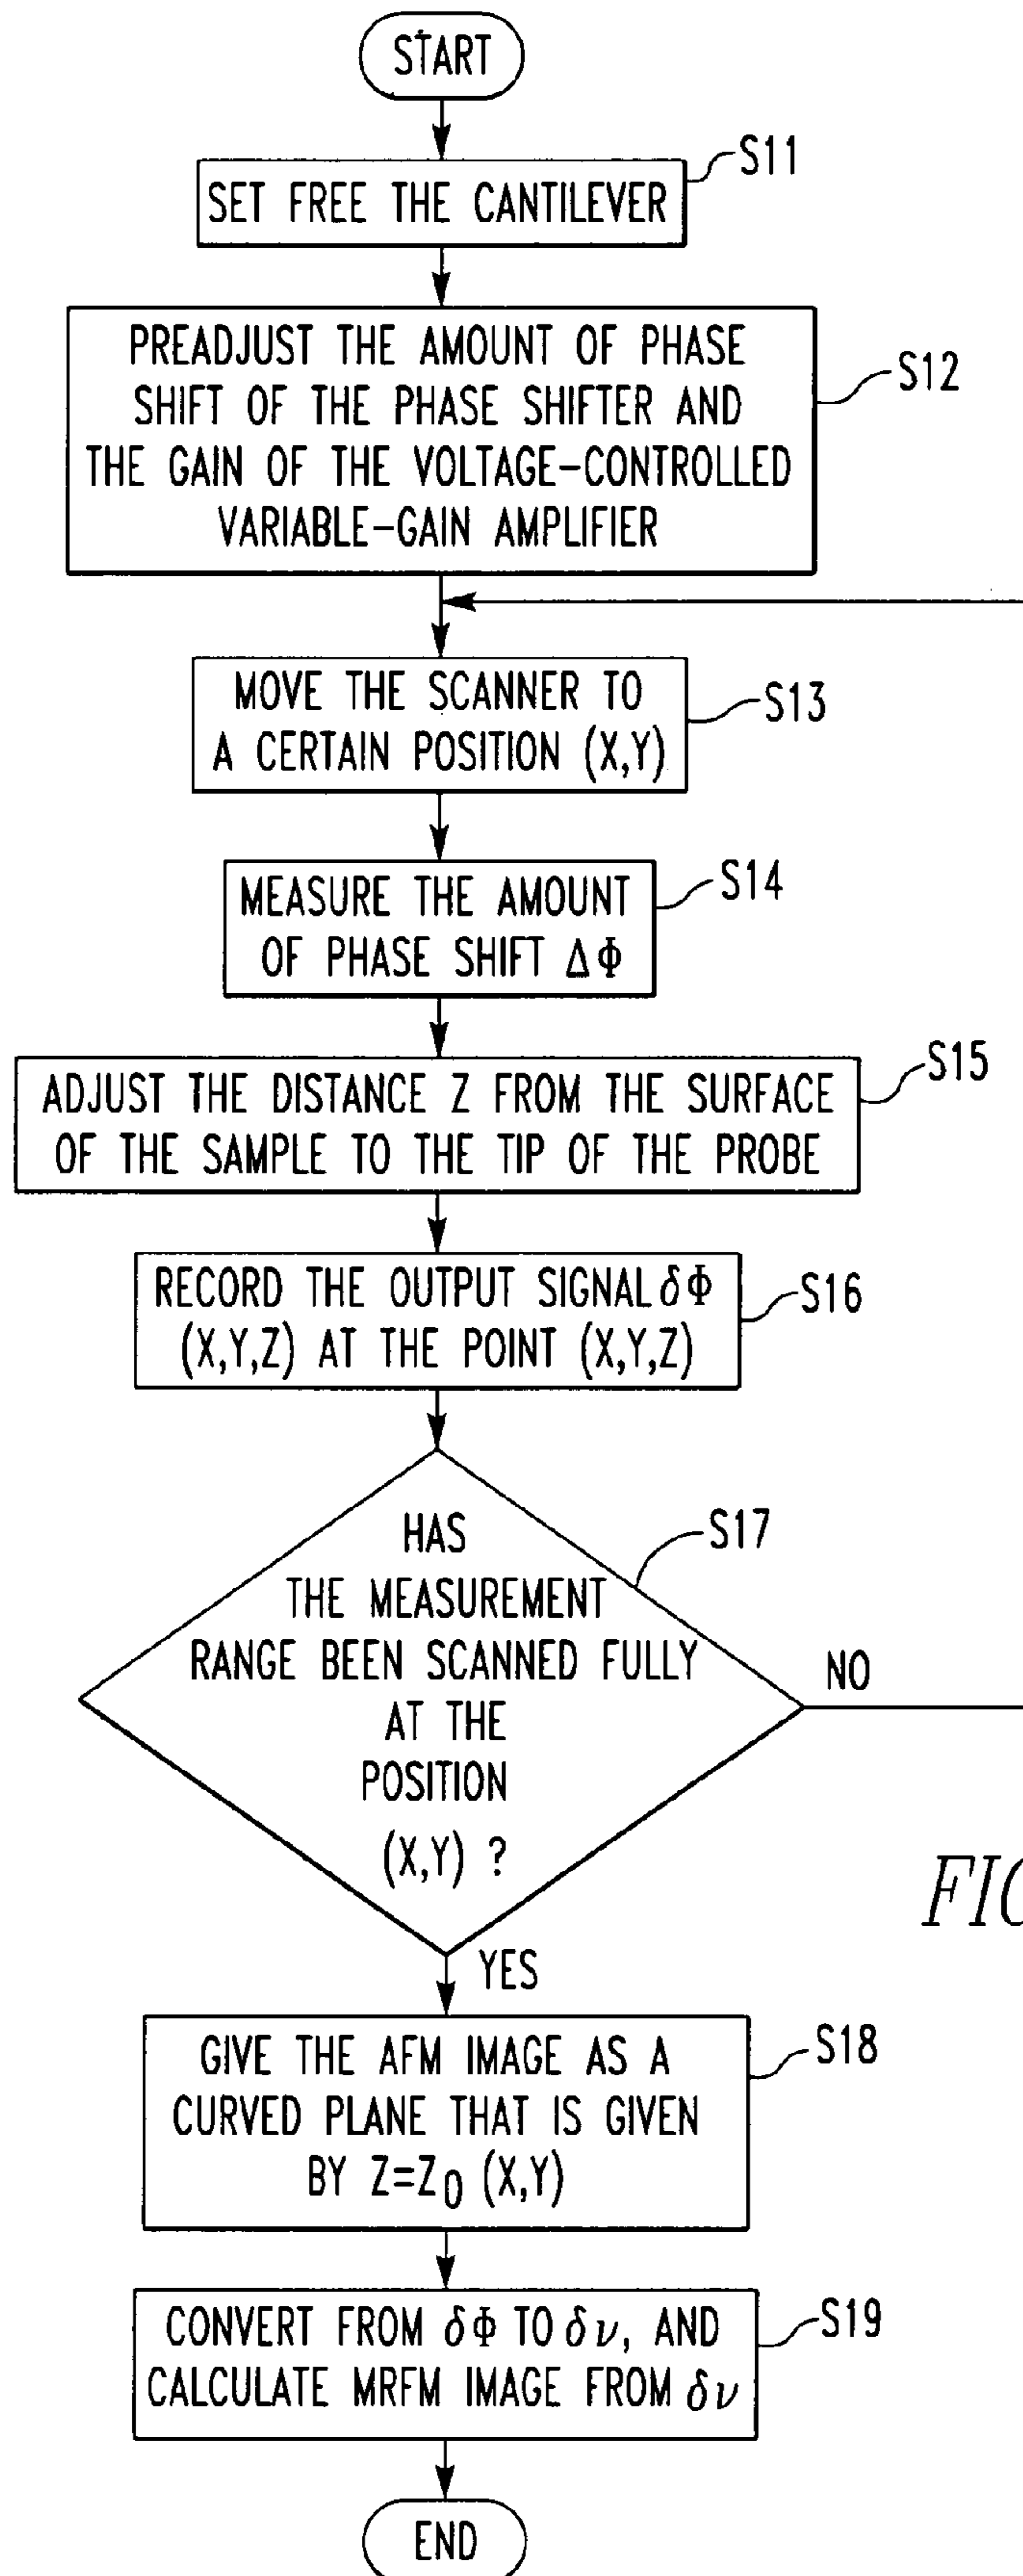 START
S11
SET FREE THE CANTILEVER
PREADJUST THE AMOUNT OF PHASE
SHIFT OF THE PHASE SHIFTER AND
THE GAIN OF THE VOLTAGE-CONTROLLED
VARIABLE-GAIN AMPLIFIER
S12
MOVE THE SCANNER TO
A CERTAIN POSITION (X,Y)
S13
MEASURE THE AMOUNT
OF PHASE SHIFT ΔΦ
S14
ADJUST THE DISTANCE Z FROM THE SURFACE
OF THE SAMPLE TO THE TIP OF THE PROBE
S15
RECORD THE OUTPUT SIGNAL δΦ
(X,Y,Z) AT THE POINT (X,Y,Z)
S16
HAS
THE MEASUREMENT
RANGE BEEN SCANNED FULLY
AT THE
POSITION
(X,Y) ?
S17
NO
YES
GIVE THE AFM IMAGE AS A
CURVED PLANE THAT IS GIVEN
BY Z=Z0 (X,Y)
S18
CONVERT FROM δΦ TO δν, AND
CALCULATE MRFM IMAGE FROM δν
S19
END